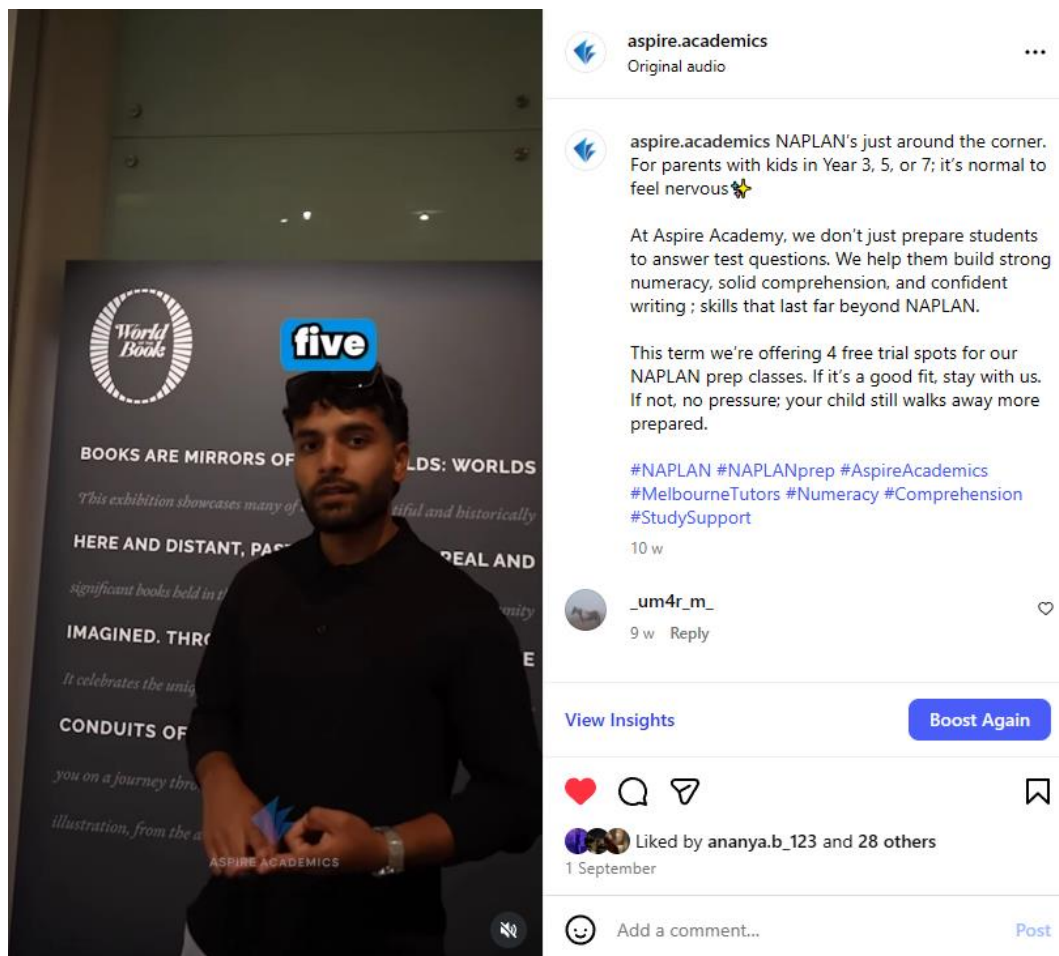 World
OF THE
Book
five
BOOKS ARE MIRRORS OF LDS: WORLDS
This exhibition showcases many of tiful and historically
HERE AND DISTANT, PAS REAL AND
significant books held in t nity
IMAGINED. THRO E
It celebrates the uniq
CONDUITS OF
you on a journey thro
illustration, from the a
ASPIRE ACADEMICS
aspire.academics
Original audio
aspire.academics NAPLAN's just around the corner.
For parents with kids in Year 3, 5, or 7; it's normal to
feel nervous✨
At Aspire Academy, we don't just prepare students
to answer test questions. We help them build strong
numeracy, solid comprehension, and confident
writing ; skills that last far beyond NAPLAN.
This term we're offering 4 free trial spots for our
NAPLAN prep classes. If it's a good fit, stay with us.
If not, no pressure; your child still walks away more
prepared.
#NAPLAN #NAPLANprep #AspireAcademics
#MelbourneTutors #Numeracy #Comprehension
#StudySupport
10 w
_um4r_m_
9 w Reply
View Insights
Boost Again
Liked by ananya.b_123 and 28 others
1 September
Add a comment...
Post